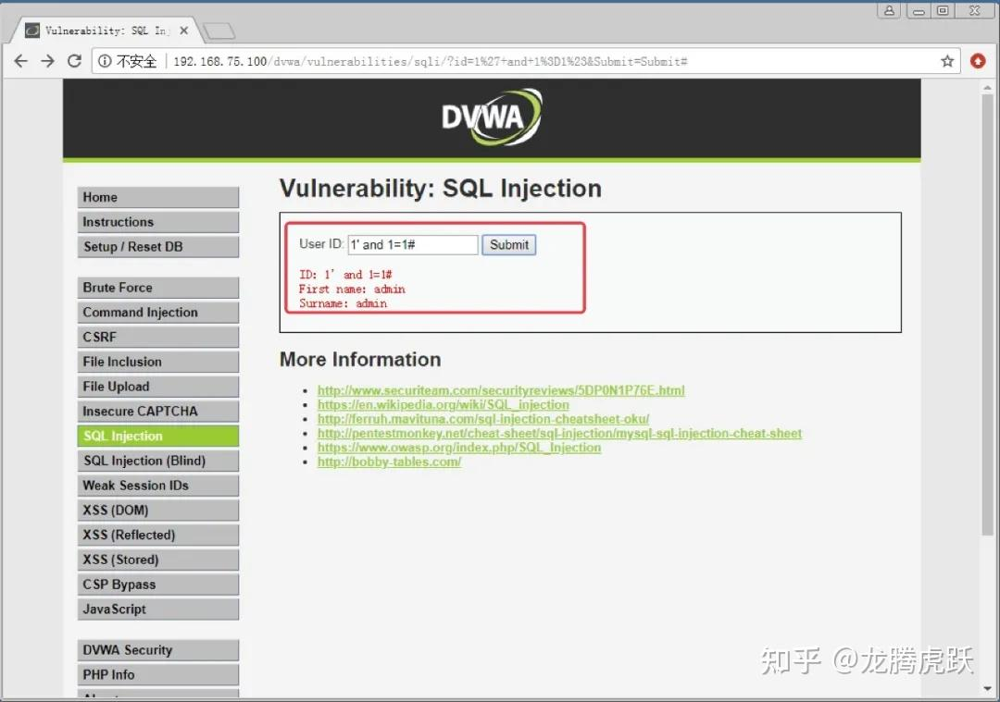 Vulnerability: SQL Inj
不安全
192.168.75.100/dvwa/vulnerabilities/sqli/?id=1%27+and+1%3D1%23&Submit=Submit#
DVWA
Home
Instructions
Setup / Reset DB
Brute Force
Command Injection
CSRF
File Inclusion
File Upload
Insecure CAPTCHA
SQL Injection
SQL Injection (Blind)
Weak Session IDs
XSS (DOM)
XSS (Reflected)
XSS (Stored)
CSP Bypass
JavaScript
DVWA Security
PHP Info
Vulnerability: SQL Injection
User ID: 1' and 1=1# Submit
ID: 1' and 1=1#
First name: admin
Surname: admin
More Information
http://www.securiteam.com/securityreviews/5DP0N1P76E.html
https://en.wikipedia.org/wiki/SQL_injection
http://ferruh.mavituna.com/sql-injection-cheatsheet-oku/
http://pentestmonkey.net/cheat-sheet/sql-injection/mysql-sql-injection-cheat-sheet
https://www.owasp.org/index.php/SQL_Injection
http://bobby-tables.com/
知乎 @龙腾虎跃